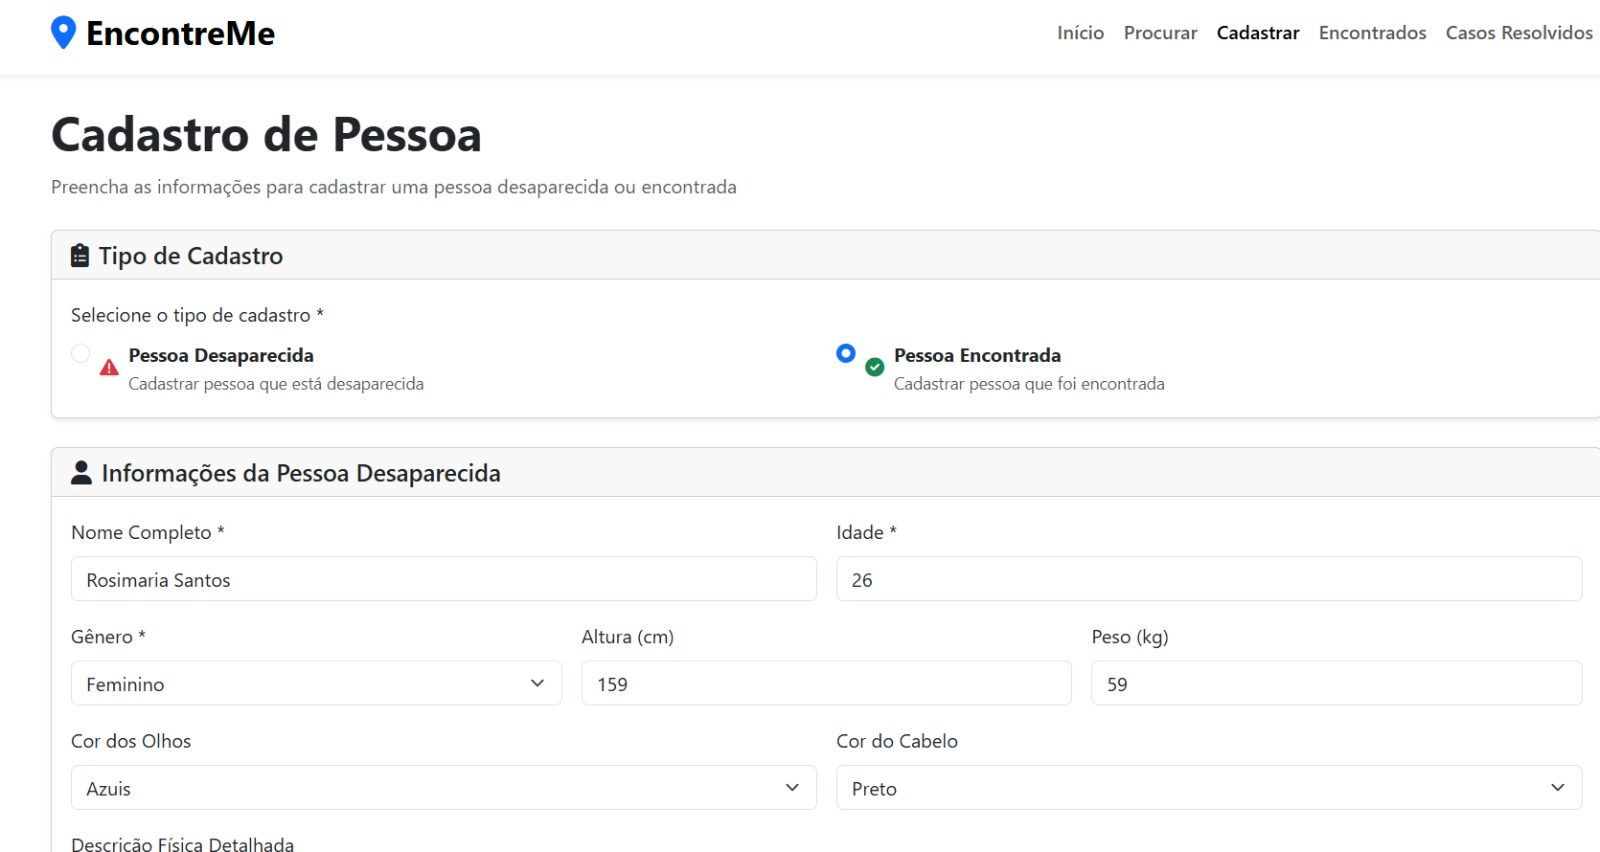 EncontreMe
Início Procurar Cadastrar Encontrados Casos Resolvidos
Cadastro de Pessoa
Preencha as informações para cadastrar uma pessoa desaparecida ou encontrada
Tipo de Cadastro
Selecione o tipo de cadastro *
Pessoa Desaparecida
Cadastrar pessoa que está desaparecida
Pessoa Encontrada
Cadastrar pessoa que foi encontrada
Informações da Pessoa Desaparecida
Nome Completo * Idade *
Rosimaria Santos 26
Gênero * Altura (cm) Peso (kg)
Feminino 159 59
Cor dos Olhos Cor do Cabelo
Azuis Preto
Descrição Física Detalhada